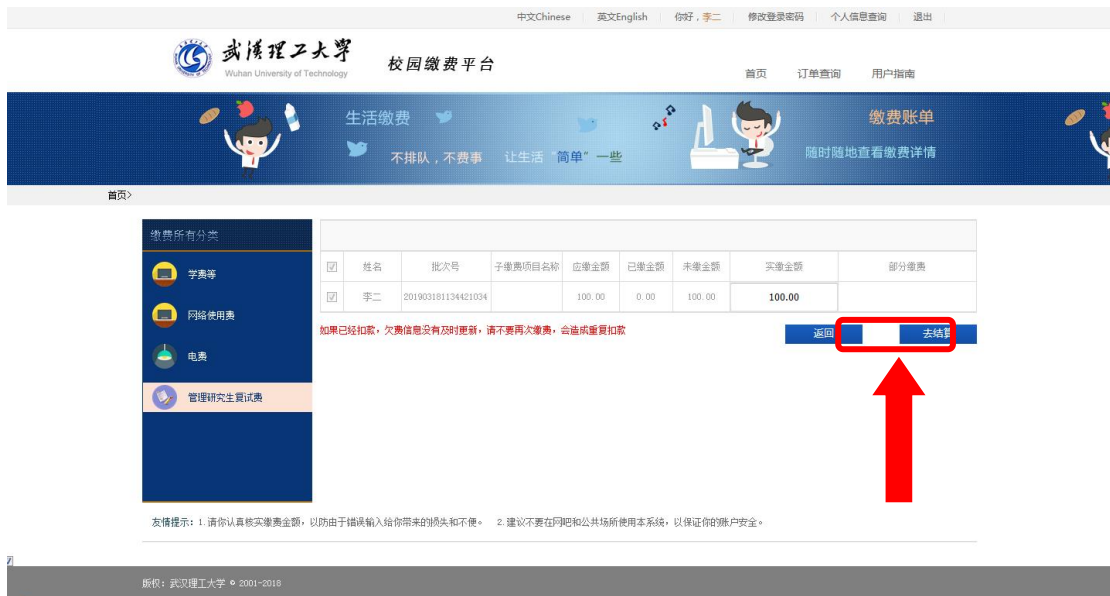 中文Chinese 英文English 你好，李二 修改登录密码 个人信息查询 退出
武汉理工大学
Wuhan University of Technology
校园缴费平台
首页 订单查询 用户指南
生活缴费
不排队，不费事 让生活“简单”一些
缴费账单
随时随地查看缴费详情
首页>
缴费所有分类
学费等
网络使用费
电费
管理研究生复试费
姓名 批次号 子缴费项目名称 应缴金额 已缴金额 未缴金额 实缴金额 部分缴费
李二 201903181134421034 100.00 0.00 100.00 100.00
如果已经扣款，欠费信息没有及时更新，请不要再次缴费，会造成重复扣款
返回 去结算
友情提示：1.请你认真核实缴费金额，以防由于错误输入给你带来的损失和不便。 2.建议不要在网吧和公共场所使用本系统，以保证你的账户安全。
版权：武汉理工大学 © 2001-2018